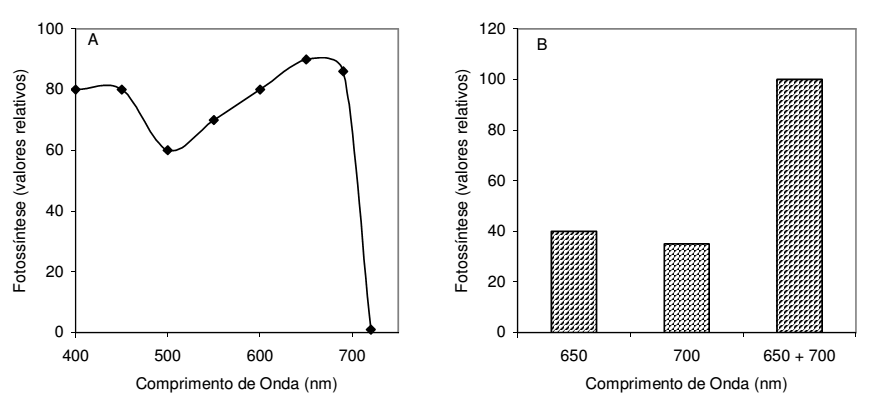 A
100
80
60
40
20
0
400 500 600 700
Fotossíntese (valores relativos)
Comprimento de Onda (nm)
B
120
100
80
60
40
20
0
650 700 650 + 700
Fotossíntese (valores relativos)
Comprimento de Onda (nm)